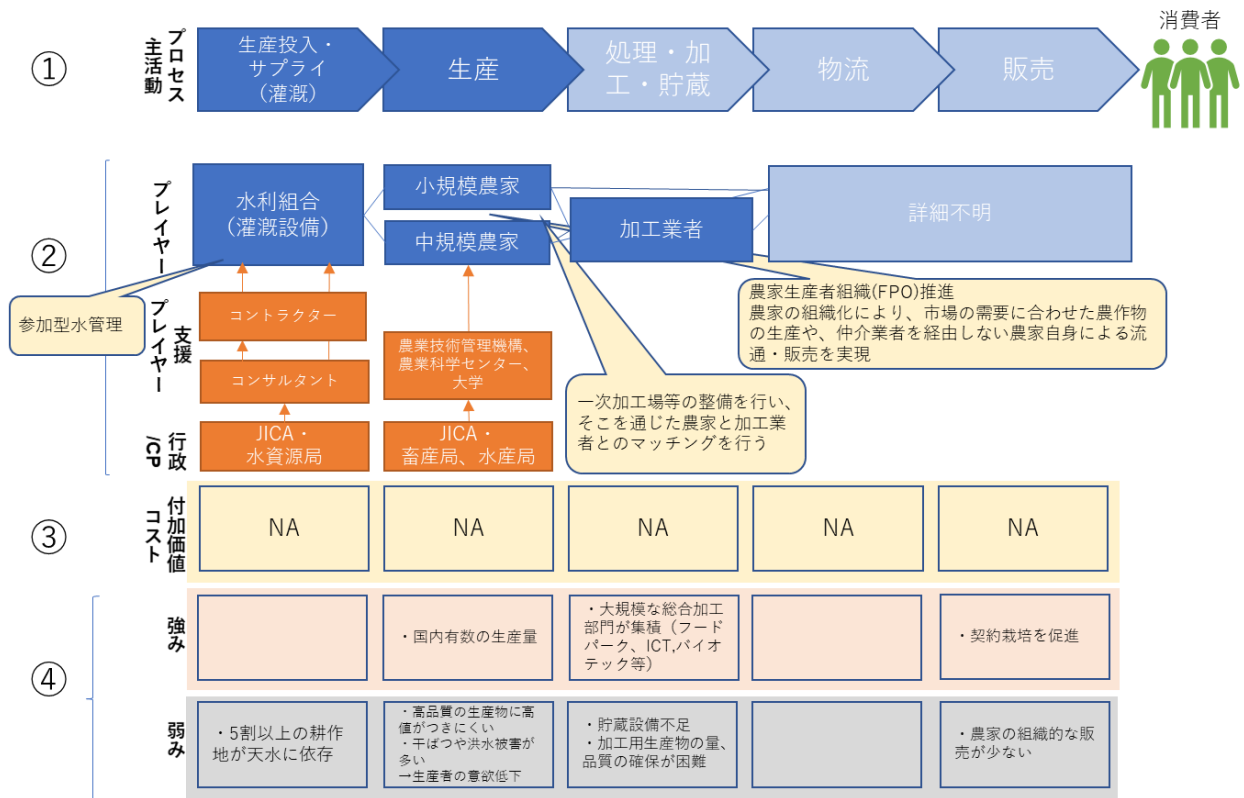 消費者
①
プロセス
主活動
生産投入・
サプライ
（灌漑）
生産
処理・加
工・貯蔵
物流
販売
②
プレイヤー
水利組合
（灌漑設備）
小規模農家
中規模農家
加工業者
詳細不明
参加型水管理
農家生産者組織(FPO)推進
農家の組織化により、市場の需要に合わせた農作物
の生産や、仲介業者を経由しない農家自身による流
通・販売を実現
支援
プレイヤー
コントラクター
コンサルタント
農業技術管理機構、
農業科学センター、
大学
一次加工場等の整備を行い、
そこを通じた農家と加工業
者とのマッチングを行う
行政
/CP
JICA・
水資源局
JICA・
畜産局、水産局
③
付加価値
コスト
NA
NA
NA
NA
NA
④
強み
・国内有数の生産量
・大規模な総合加工
部門が集積（フード
パーク、ICT,バイオ
テック等）
・契約栽培を促進
弱み
・5割以上の耕作
地が天水に依存
・高品質の生産物に高
値がつきにくい
・干ばつや洪水被害が
多い
→生産者の意欲低下
・貯蔵設備不足
・加工用生産物の量、
品質の確保が困難
・農家の組織的な販
売が少ない